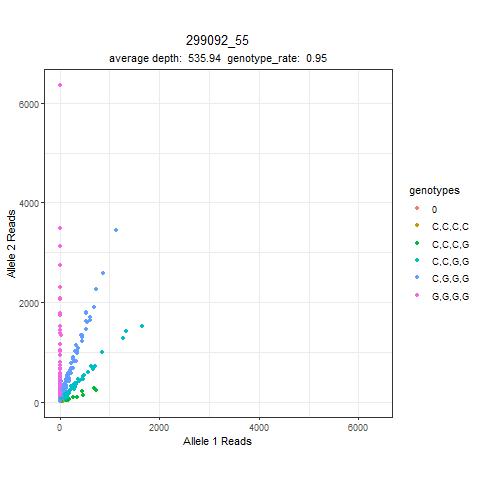 299092_55
average depth:  535.94  genotype_rate:  0.95
6000
4000
2000
0
Allele 2 Reads
0
2000
4000
6000
Allele 1 Reads
genotypes
0
C,C,C,C
C,C,C,G
C,C,G,G
C,G,G,G
G,G,G,G